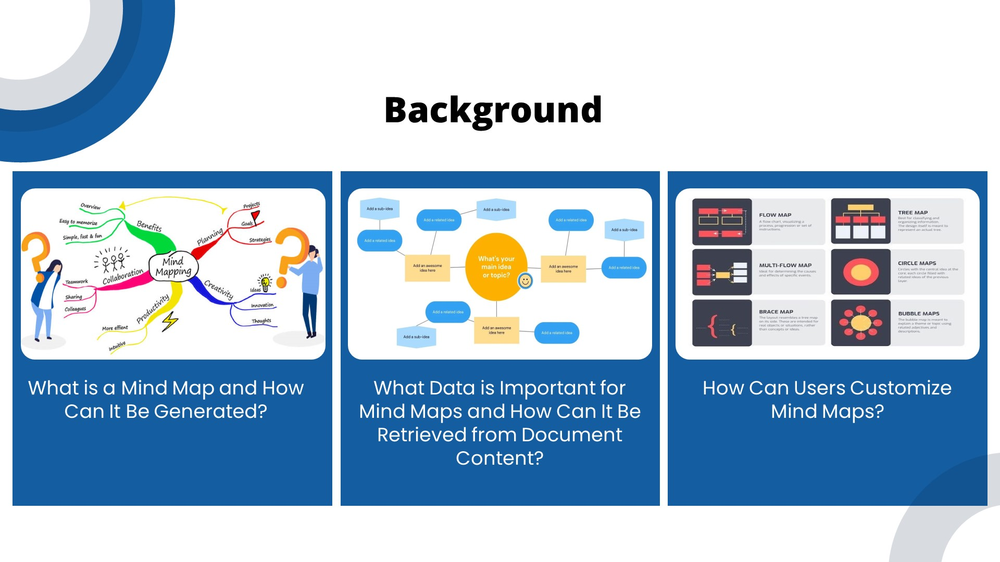 Background
Overview
Easy to memorize
Simple, fast & fun
Benefits
Projects
Goals
Strategies
Planning
Mind
Mapping
Collaboration
Teamwork
Sharing
Colleagues
Creativity
Ideas
Innovation
Thoughts
Productivity
More effient
Intuitive
What is a Mind Map and How
Can It Be Generated?
Add a sub-idea
Add a related idea
Add a related idea
Add a sub-idea
Add a related idea
Add a sub-idea
Add an awesome
idea here
What's your
main idea
or topic?
Add an awesome
idea here
Add a related idea
Add a related idea
Add a sub-idea
Add an awesome
idea here
Add a related idea
What Data is Important for
Mind Maps and How Can It Be
Retrieved from Document
Content?
FLOW MAP
A flow chart, visualizing a
process, progression or set of
instructions.
TREE MAP
Best for classifying and
organizing information.
The design itself is meant to
represent an actual tree.
MULTI-FLOW MAP
Ideal for determining the causes
and effects of specific events.
CIRCLE MAPS
Circles with the central idea at the
core, each circle filled with
related ideas of the previous
layer.
BRACE MAP
The layout resembles a tree map
on its side. These are intended for
real objects or situations, rather
than concepts or ideas.
BUBBLE MAPS
The bubble map is meant to
explain a theme or topic using
related adjectives and
descriptions.
How Can Users Customize
Mind Maps?